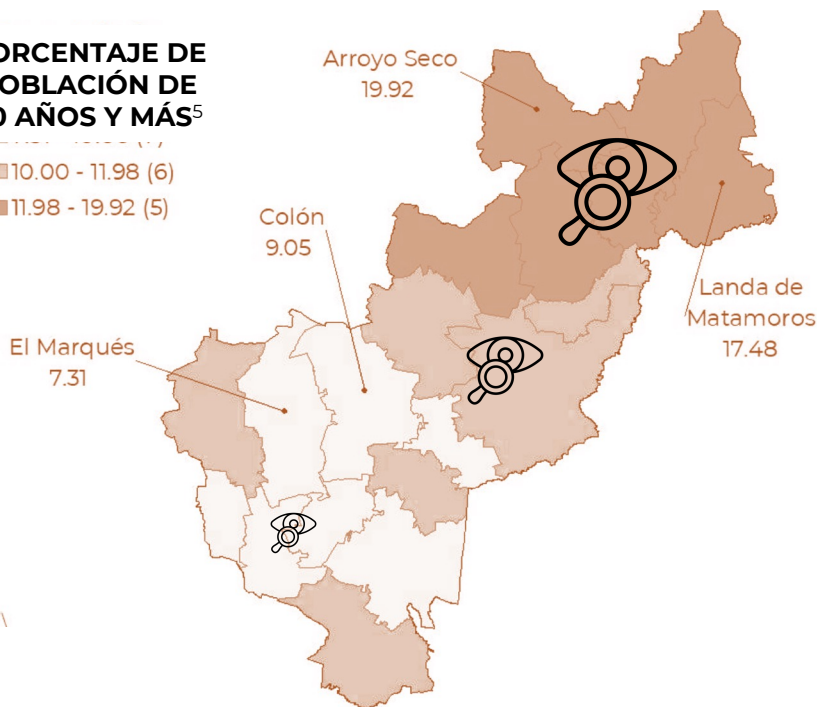 ORCENTAJE DE
OBLACIÓN DE
0 AÑOS Y MÁS⁵
10.00 - 11.98 (6)
11.98 - 19.92 (5)
Arroyo Seco
19.92
Colón
9.05
El Marqués
7.31
Landa de
Matamoros
17.48